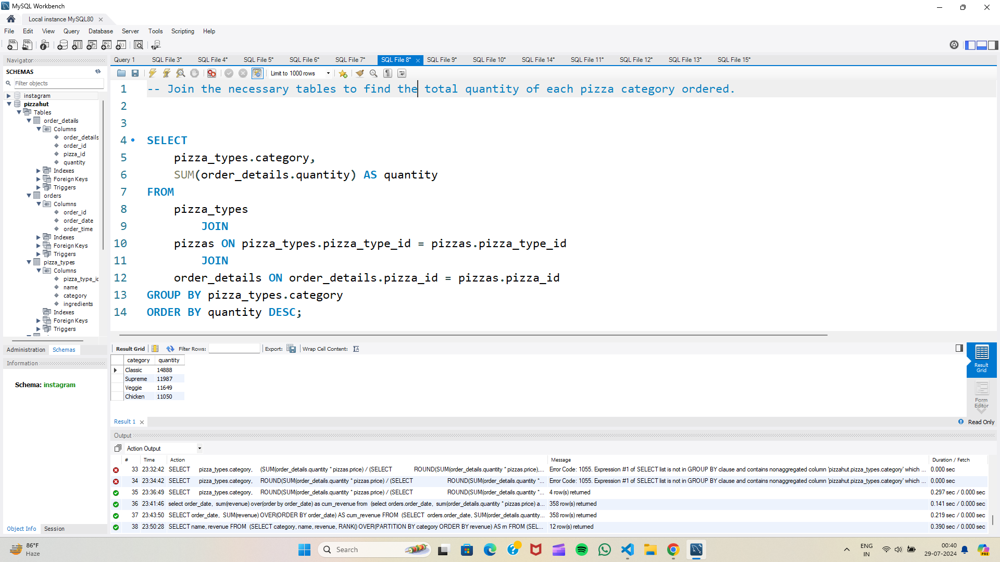 MySQL Workbench
Local instance MySQL80
File Edit View Query Database Server Tools Scripting Help
Navigator
Query 1 SQL File 3* SQL File 4* SQL File 5* SQL File 6* SQL File 7* SQL File 8* SQL File 9* SQL File 10* SQL File 14* SQL File 11* SQL File 12* SQL File 13* SQL File 15*
SCHEMAS
Limit to 1000 rows
Filter objects
instagram
pizzahut
Tables
order_details
Columns
order_details
order_id
pizza_id
quantity
Indexes
Foreign Keys
Triggers
orders
Columns
order_id
order_date
order_time
Indexes
Foreign Keys
Triggers
pizza_types
Columns
pizza_type_id
name
category
ingredients
Indexes
Foreign Keys
Triggers
1 -- Join the necessary tables to find the total quantity of each pizza category ordered.
2
3
4 SELECT
5 pizza_types.category,
6 SUM(order_details.quantity) AS quantity
7 FROM
8 pizza_types
9 JOIN
10 pizzas ON pizza_types.pizza_type_id = pizzas.pizza_type_id
11 JOIN
12 order_details ON order_details.pizza_id = pizzas.pizza_id
13 GROUP BY pizza_types.category
14 ORDER BY quantity DESC;
Administration Schemas
Information
Schema: instagram
Object Info Session
Result Grid Filter Rows: Export: Wrap Cell Content:
category quantity
Classic 14888
Supreme 11987
Veggie 11649
Chicken 11050
Result Grid
Form Editor
Result 1
Read Only
Output
Action Output
# Time Action Message Duration / Fetch
33 23:32:42 SELECT pizza_types.category, (SUM(order_details.quantity * pizzas.price) / (SELECT ROUND(SUM(order_details.quantity * pizzas.price),... Error Code: 1055. Expression #1 of SELECT list is not in GROUP BY clause and contains nonaggregated column 'pizzahut.pizza_types.category' which ... 0.000 sec
34 23:34:42 SELECT pizza_types.category, ROUND(SUM(order_details.quantity * pizzas.price) / (SELECT ROUND(SUM(order_details.quantity *... Error Code: 1055. Expression #1 of SELECT list is not in GROUP BY clause and contains nonaggregated column 'pizzahut.pizza_types.category' which ... 0.000 sec
35 23:36:49 SELECT pizza_types.category, ROUND(SUM(order_details.quantity * pizzas.price) / (SELECT ROUND(SUM(order_details.quantity *... 4 row(s) returned 0.297 sec / 0.000 sec
36 23:41:46 select order_date, sum(revenue) over(order by order_date) as cum_revenue from (select orders.order_date, sum(order_details.quantity * pizzas.price) a... 358 row(s) returned 0.141 sec / 0.000 sec
37 23:43:50 SELECT order_date, SUM(revenue) OVER(ORDER BY order_date) AS cum_revenue FROM (SELECT orders.order_date, SUM(order_details.quantity... 358 row(s) returned 0.219 sec / 0.000 sec
38 23:50:28 SELECT name, revenue FROM (SELECT category, name, revenue, RANK() OVER(PARTITION BY category ORDER BY revenue) AS rn FROM (SEL... 12 row(s) returned 0.390 sec / 0.000 sec
86°F
Haze
Search
ENG
IN
00:40
29-07-2024
PRE